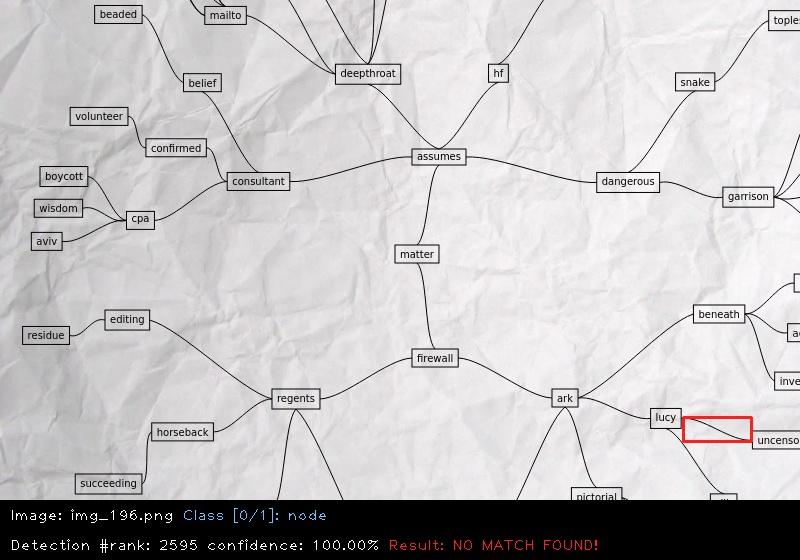 beaded
mailto
toples
deepthroat
hf
snake
belief
volunteer
confirmed
assumes
boycott
consultant
dangerous
garrison
wisdom
cpa
aviv
matter
beneath
editing
residue
firewall
inve
regents
ark
lucy
horseback
uncenso
succeeding
pictorial
Image: img_196.png Class [0/1]: node
Detection #rank: 2595 confidence: 100.00% Result: NO MATCH FOUND!